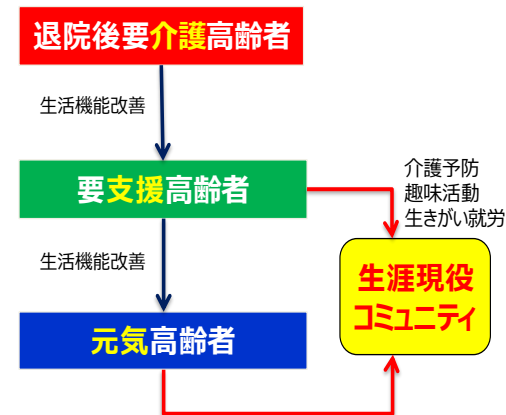 退院後要介護高齢者
生活機能改善
要支援高齢者
介護予防
趣味活動
生きがい就労
生活機能改善
生涯現役
コミュニティ
元気高齢者